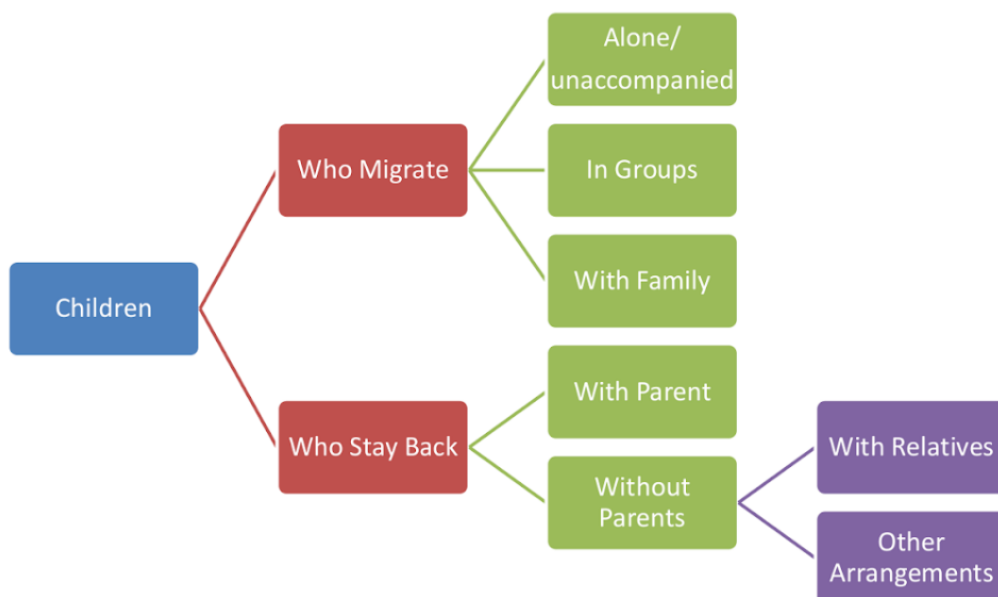 Children
Who Migrate
Alone/
unaccompanied
In Groups
With Family
Who Stay Back
With Parent
Without
Parents
With Relatives
Other
Arrangements